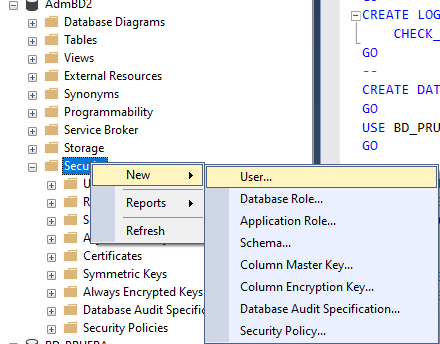 AdmBD2
Database Diagrams
Tables
Views
External Resources
Synonyms
Programmability
Service Broker
Storage
Certificates
Symmetric Keys
Always Encrypted Keys
Database Audit Specific
Security Policies
New
Reports
Refresh
User...
Database Role...
Application Role...
Schema...
Column Master Key...
Column Encryption Key...
Database Audit Specification...
Security Policy...
CREATE LOG
CHECK_
GO
--
CREATE DAT
GO
USE BD_PRU
GO